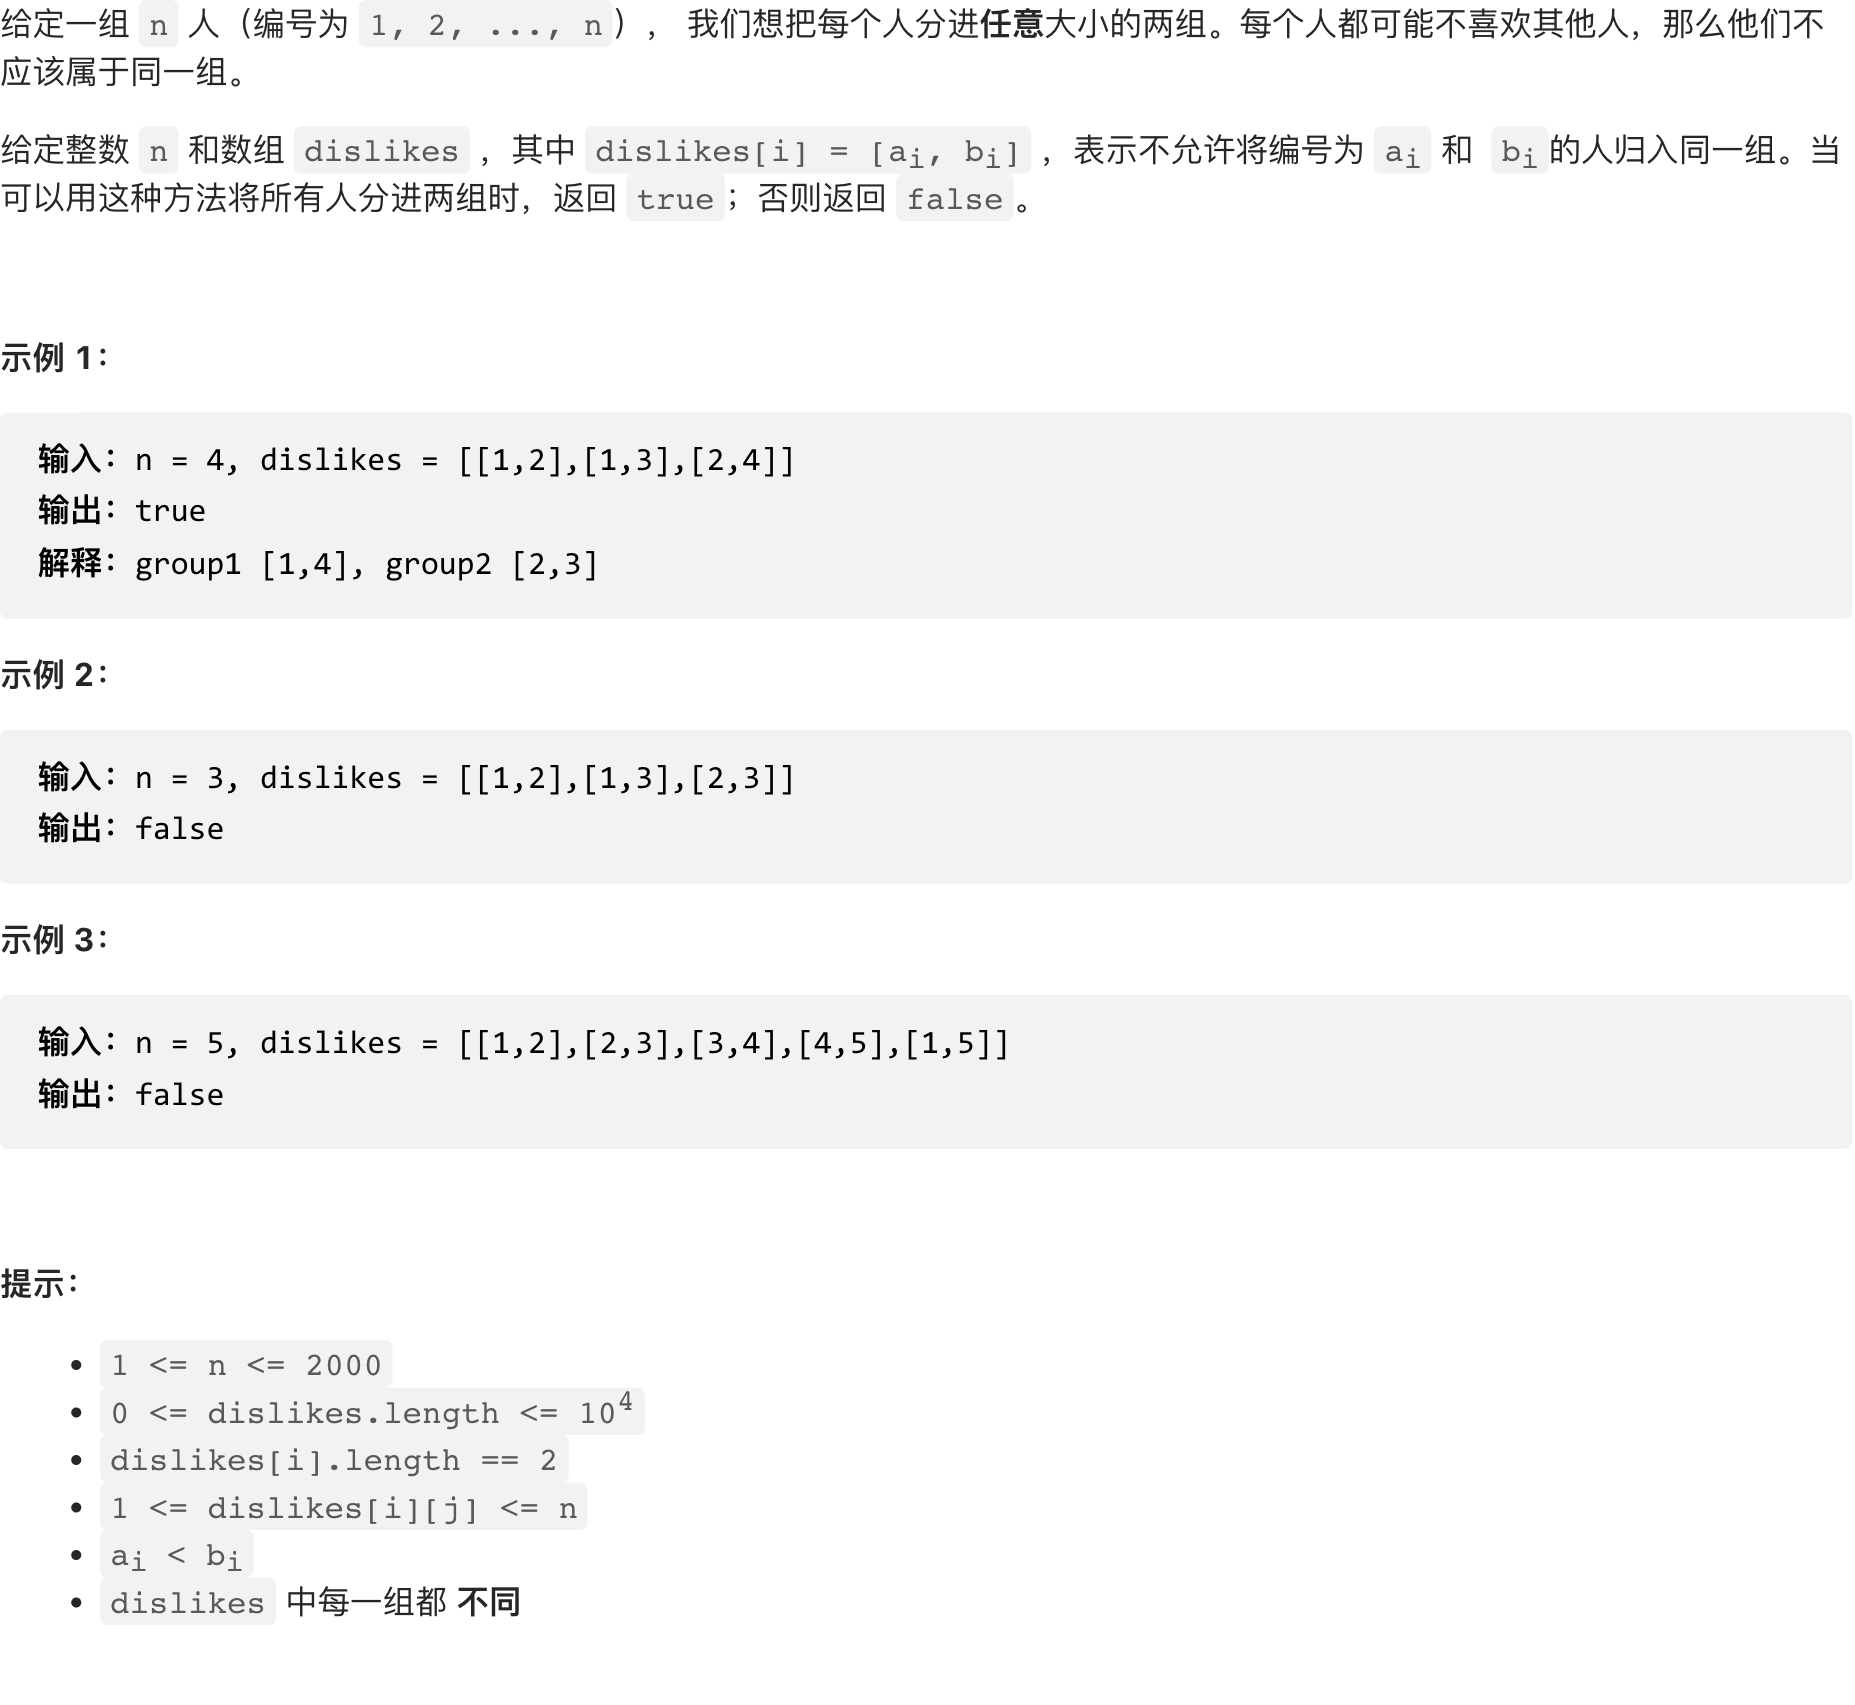 给定一组 n 人（编号为 1, 2, ..., n）， 我们想把每个人分进任意大小的两组。每个人都可能不喜欢其他人，那么他们不
应该属于同一组。
给定整数 n 和数组 dislikes ，其中 dislikes[i] = [ai, bi] ，表示不允许将编号为 ai 和 bi的人归入同一组。当
可以用这种方法将所有人分进两组时，返回 true；否则返回 false。
示例 1：
输入：n = 4, dislikes = [[1,2],[1,3],[2,4]]
输出：true
解释：group1 [1,4], group2 [2,3]
示例 2：
输入：n = 3, dislikes = [[1,2],[1,3],[2,3]]
输出：false
示例 3：
输入：n = 5, dislikes = [[1,2],[2,3],[3,4],[4,5],[1,5]]
输出：false
提示：
• 1 <= n <= 2000
• 0 <= dislikes.length <= 10^4
• dislikes[i].length == 2
• 1 <= dislikes[i][j] <= n
• ai < bi
• dislikes 中每一组都 不同